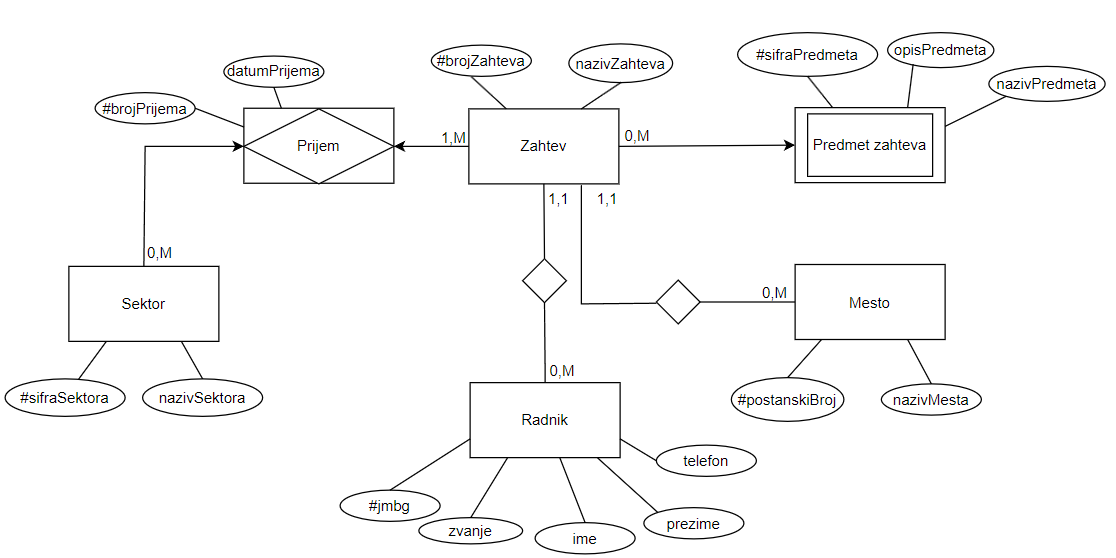 #brojZahteva
nazivZahteva
#sifraPredmeta
opisPredmeta
datumPrijema
nazivPredmeta
#brojPrijema
1,M
0,M
Prijem
Zahtev
Predmet zahteva
1,1
1,1
0,M
0,M
Sektor
Mesto
0,M
#sifraSektora
nazivSektora
#postanskiBroj
nazivMesta
Radnik
telefon
#jmbg
zvanje
ime
prezime